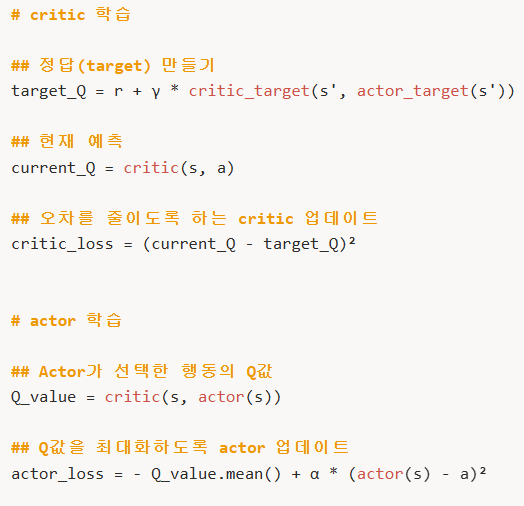 # critic 학습
## 정답(target) 만들기
target_Q = r + γ * critic_target(s', actor_target(s'))
## 현재 예측
current_Q = critic(s, a)
## 오차를 줄이도록 하는 critic 업데이트
critic_loss = (current_Q - target_Q)²
# actor 학습
## Actor가 선택한 행동의 Q값
Q_value = critic(s, actor(s))
## Q값을 최대화하도록 actor 업데이트
actor_loss = - Q_value.mean() + α * (actor(s) - a)²